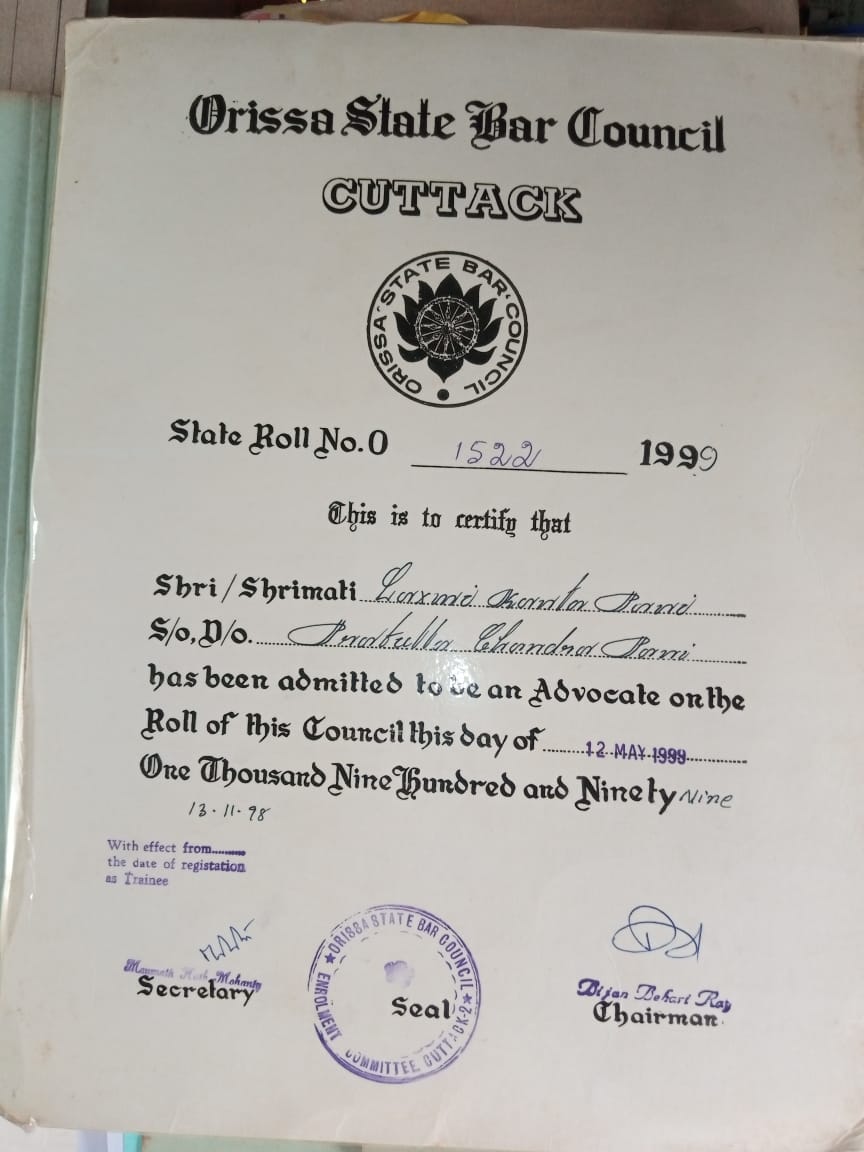 Orissa State Bar Council
CUTTACK
ORISSA STATE BAR COUNCIL
State Roll No.O 1522 1999
This is to certify that
Shri/Shrimati Laxmi Kanta Pani
S/o,D/o. Prafulla Chandra Pani
has been admitted to be an Advocate on the
Roll of this Council this day of 12 MAY 1999
One Thousand Nine Hundred and Ninety Nine
13-11-98
With effect from
the date of registation
as Trainee
Manmath Nath Mohanty
Secretary
ORISSA STATE BAR COUNCIL
ENROLMENT COMMITTEE, CUTTACK-2
Seal
Bijan Behari Ray
Chairman